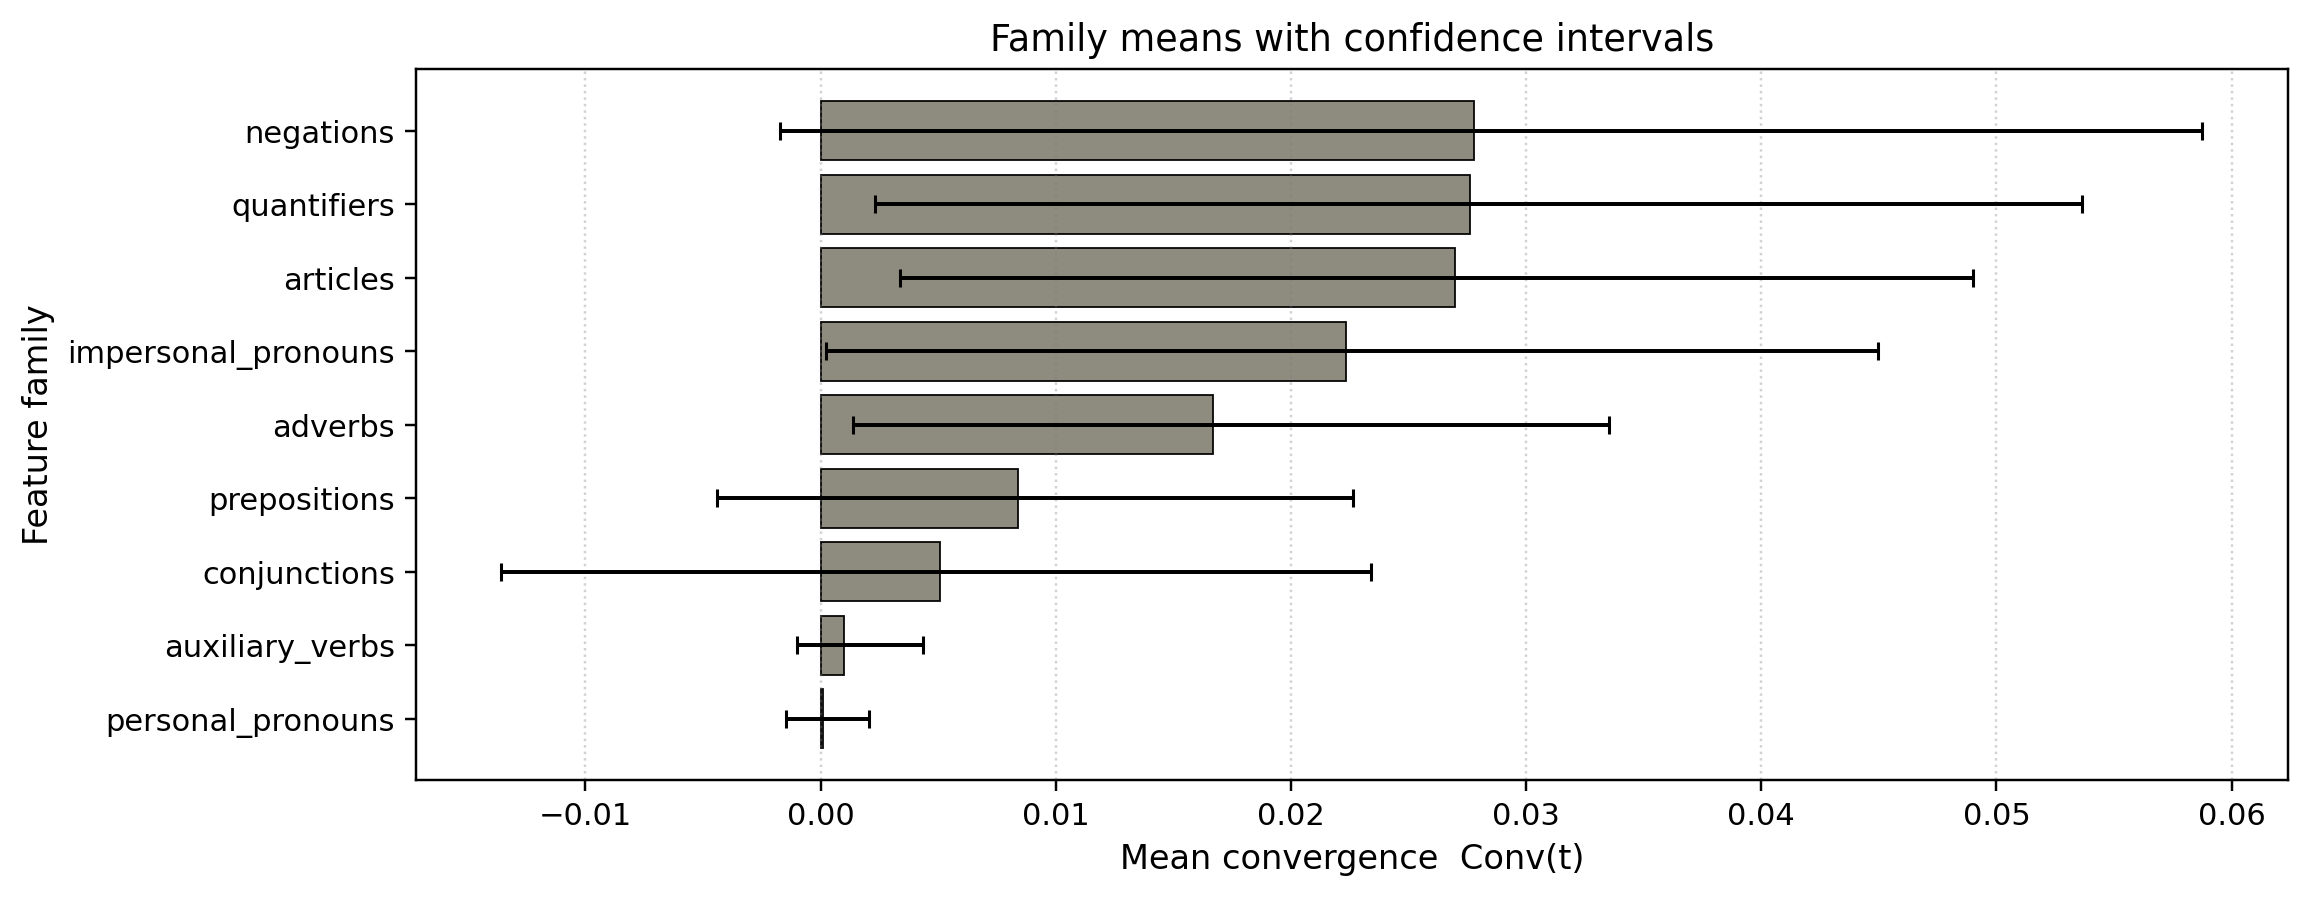 Family means with confidence intervals
Feature family
negations
quantifiers
articles
impersonal_pronouns
adverbs
prepositions
conjunctions
auxiliary_verbs
personal_pronouns
−0.01 0.00 0.01 0.02 0.03 0.04 0.05 0.06
Mean convergence  Conv(t)